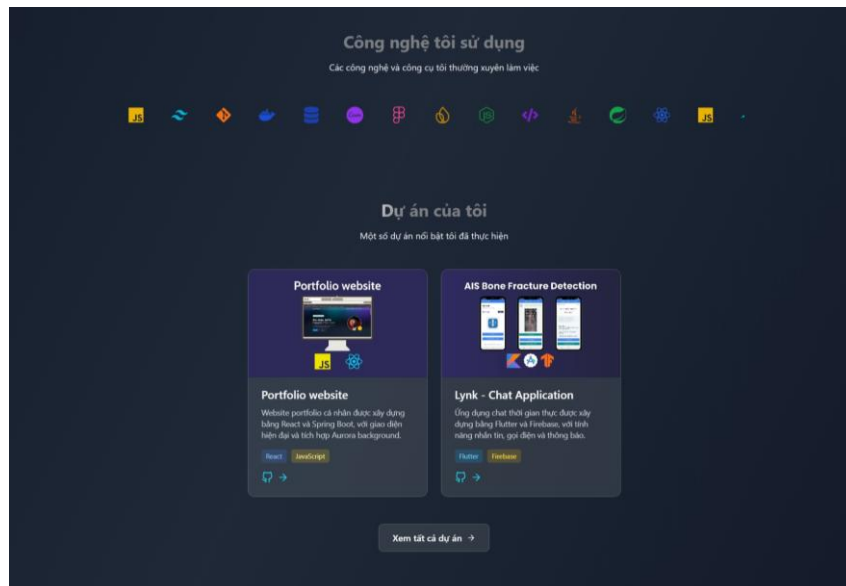 Công nghệ tôi sử dụng
Các công nghệ và công cụ tôi thường xuyên làm việc
JS
JS
JS
Dự án của tôi
Một số dự án nổi bật tôi đã thực hiện
Portfolio website
JS
Portfolio website
Website portfolio cá nhân được xây dựng
bằng React và Spring Boot, với giao diện
hiện đại và tích hợp Aurora background.
React JavaScript
AIS Bone Fracture Detection
Lynk - Chat Application
Ứng dụng chat thời gian thực được xây
dựng bằng Flutter và Firebase, với tính
năng nhắn tin, gọi điện và thông báo.
Flutter Firebase
Xem tất cả dự án →